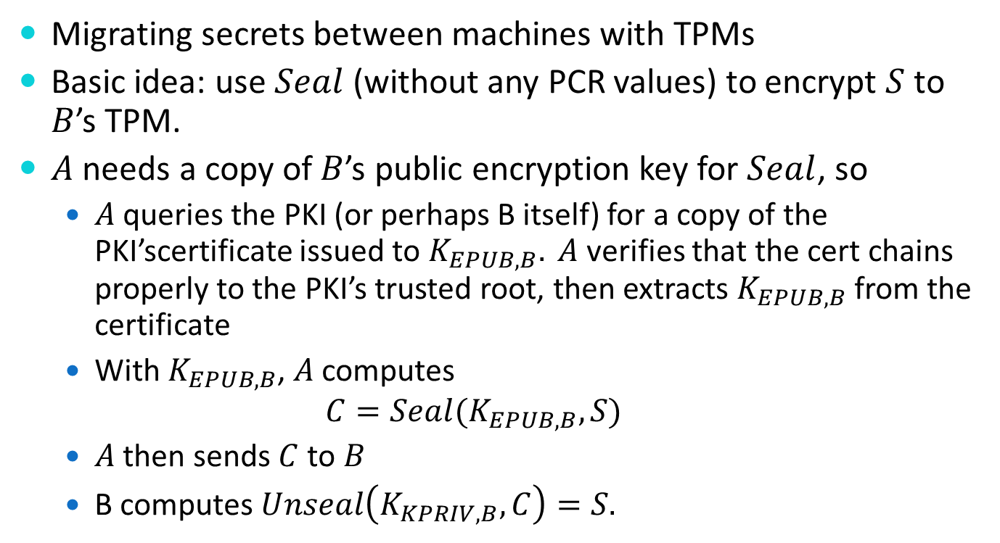 • Migrating secrets between machines with TPMs
• Basic idea: use Seal (without any PCR values) to encrypt S to
B’s TPM.
• A needs a copy of B’s public encryption key for Seal, so
• A queries the PKI (or perhaps B itself) for a copy of the
PKI’scertificate issued to K_{EPUB,B}. A verifies that the cert chains
properly to the PKI’s trusted root, then extracts K_{EPUB,B} from the
certificate
• With K_{EPUB,B}, A computes
C = Seal(K_{EPUB,B}, S)
• A then sends C to B
• B computes Unseal(K_{KPRIV,B}, C) = S.